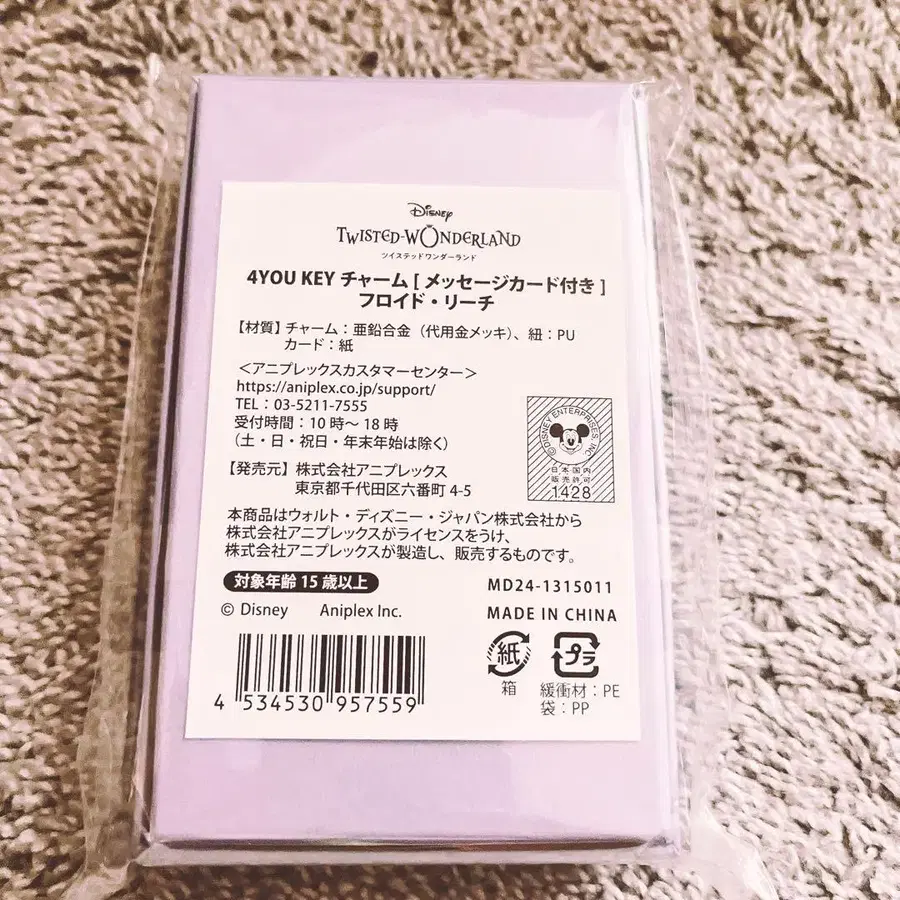 Disney
TWISTED-WONDERLAND
ツイステッドワンダーランド
4YOU KEY チャーム [ メッセージカード付き ]
フロイド・リーチ
【材質】チャーム：亜鉛合金（代用金メッキ）、紐：PU
カード：紙
＜アニプレックスカスタマーセンター＞
https://aniplex.co.jp/support/
TEL：03-5211-7555
受付時間：10 時～ 18 時
（土・日・祝日・年末年始は除く）
【発売元】株式会社アニプレックス
東京都千代田区六番町 4-5
©DISNEY ENTERPRISES, INC.
日本国内
販売許可
1428
本商品はウォルト・ディズニー・ジャパン株式会社から
株式会社アニプレックスがライセンスをうけ、
株式会社アニプレックスが製造し、販売するものです。
対象年齢 15 歳以上
MD24-1315011
© Disney Aniplex Inc.
MADE IN CHINA
4 534530 957559
紙
箱
プラ
緩衝材：PE
袋：PP